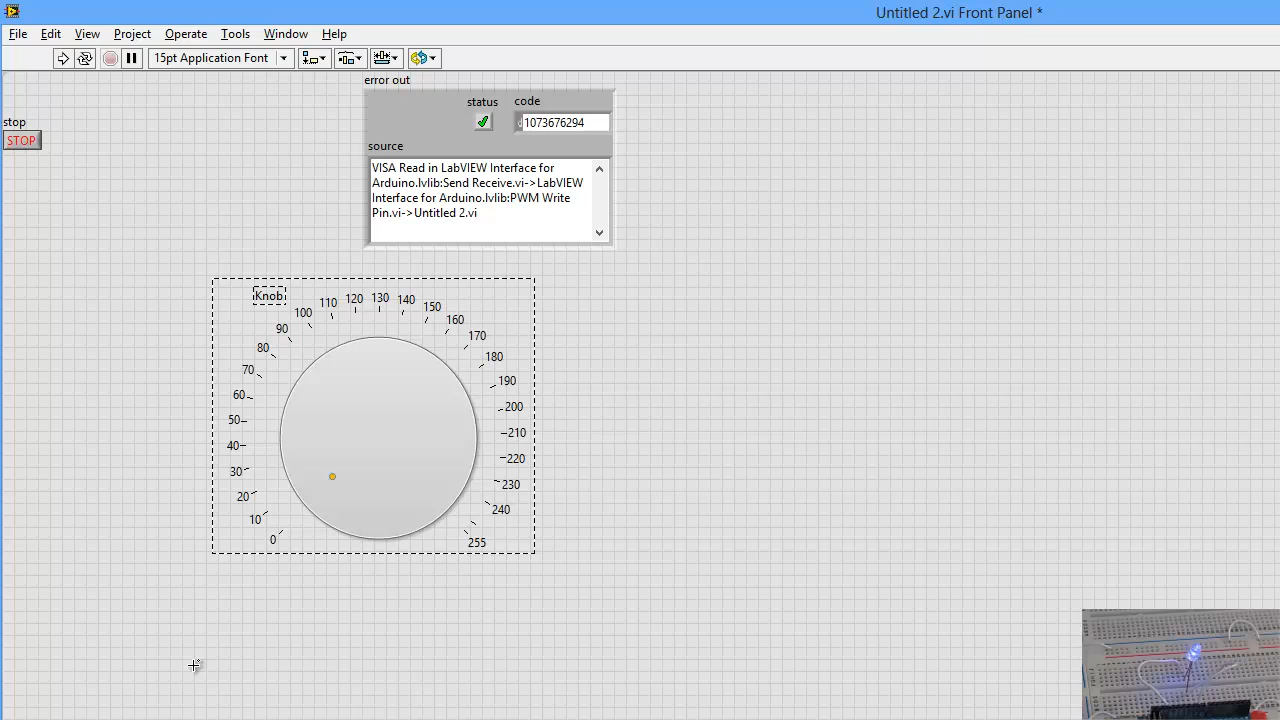 Untitled 2.vi Front Panel *
File Edit View Project Operate Tools Window Help
15pt Application Font
error out
status code
1073676294
stop
STOP
source
VISA Read in LabVIEW Interface for
Arduino.lvlib:Send Receive.vi->LabVIEW
Interface for Arduino.lvlib:PWM Write
Pin.vi->Untitled 2.vi
Knob
0
10
20
30
40
50
60
70
80
90
100
110
120
130
140
150
160
170
180
190
200
210
220
230
240
255